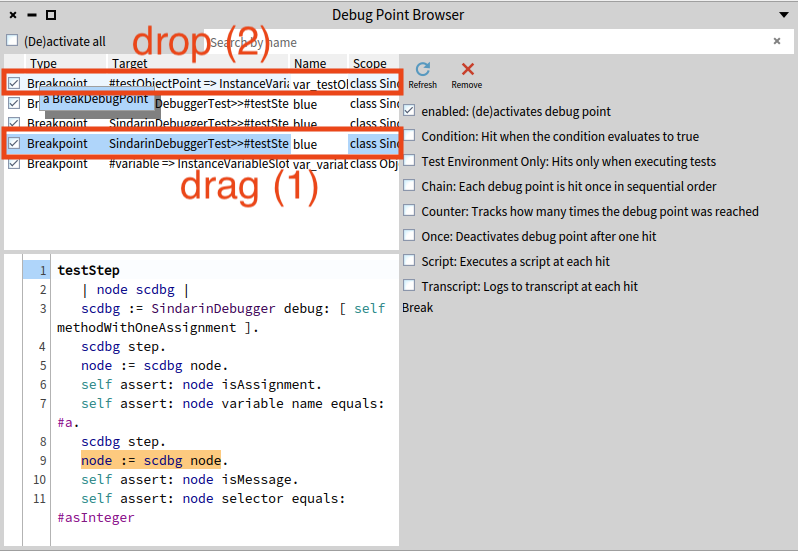 Debug Point Browser
(De)activate all
Search by name
drop (2)
Type Target Name Scope
Breakpoint #testObjectPoint => InstanceVaria var_testOl class Sind
a BreakDebugPoint
Br DebuggerTest>>#testSte blue class Sind
Breakpoint SindarinDebuggerTest>>#testSte blue class Sind
Breakpoint SindarinDebuggerTest>>#testSte blue class Sind
Breakpoint #variable => InstanceVariableSlot var_variab class Obj
drag (1)
Refresh
Remove
enabled: (de)activates debug point
Condition: Hit when the condition evaluates to true
Test Environment Only: Hits only when executing tests
Chain: Each debug point is hit once in sequential order
Counter: Tracks how many times the debug point was reached
Once: Deactivates debug point after one hit
Script: Executes a script at each hit
Transcript: Logs to transcript at each hit
Break
1 testStep
2 | node scdbg |
3 scdbg := SindarinDebugger debug: [ self
methodWithOneAssignment ].
4 scdbg step.
5 node := scdbg node.
6 self assert: node isAssignment.
7 self assert: node variable name equals:
#a.
8 scdbg step.
9 node := scdbg node.
10 self assert: node isMessage.
11 self assert: node selector equals:
#asInteger